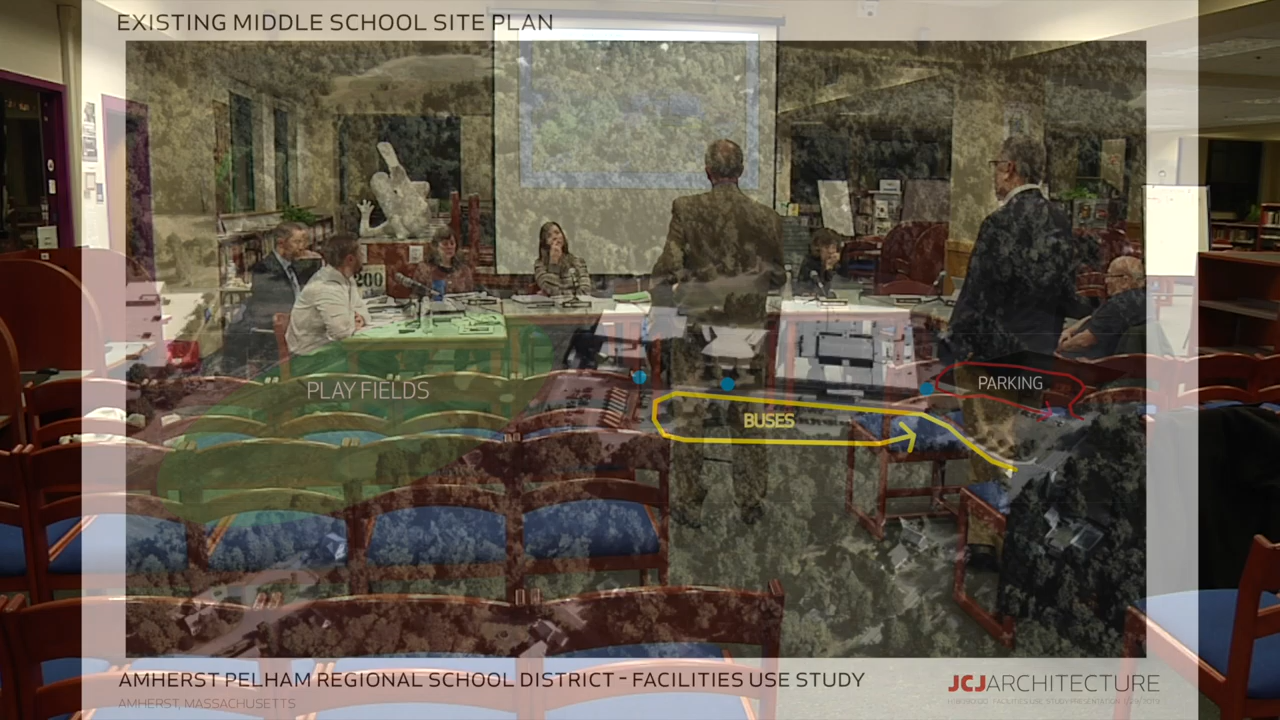 EXISTING MIDDLE SCHOOL SITE PLAN
200
PLAY FIELDS
PARKING
BUSES
AMHERST PELHAM REGIONAL SCHOOL DISTRICT - FACILITIES USE STUDY
JCJARCHITECTURE
AMHERST, MASSACHUSETTS